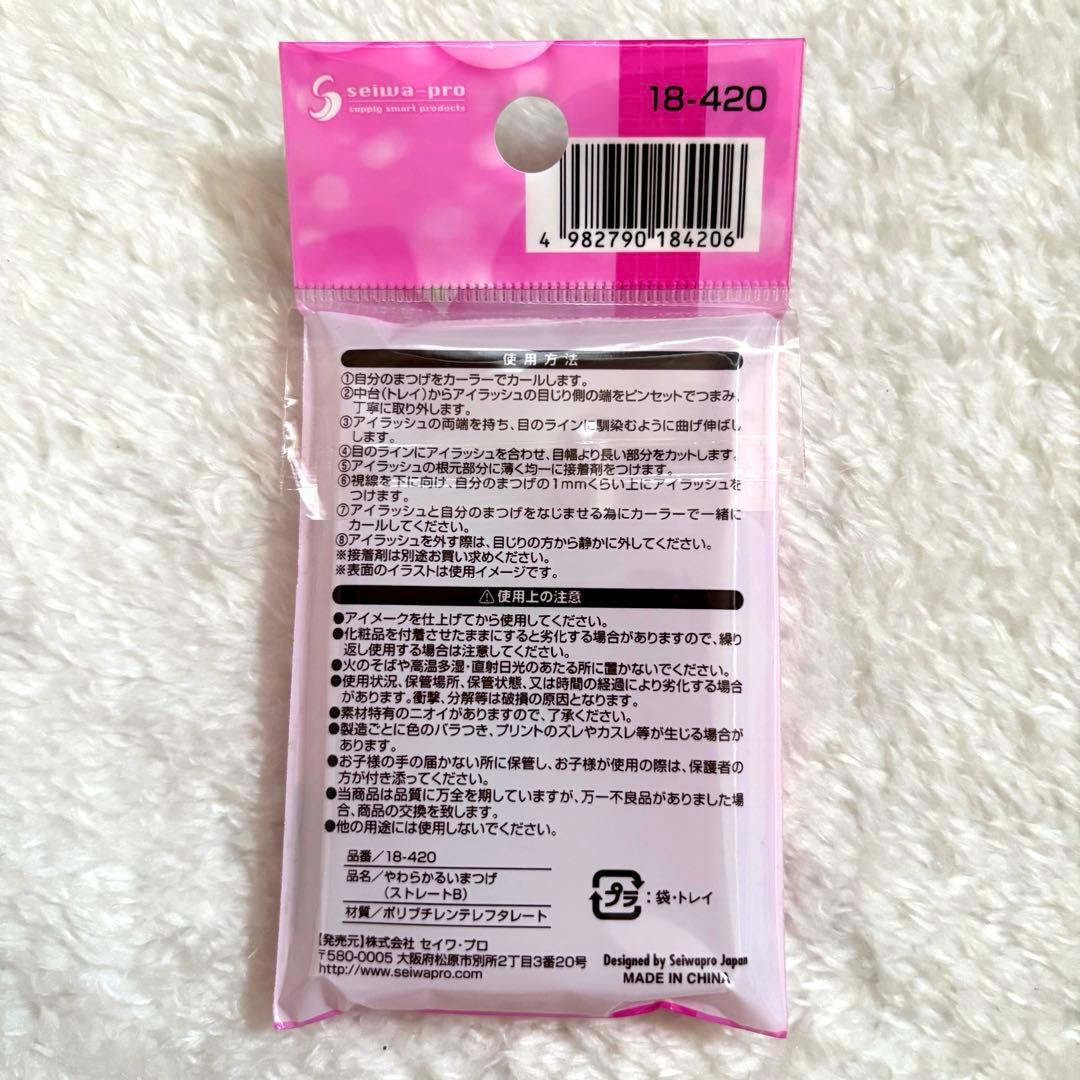 seiwa-pro
supply smart products
18-420
4 982790 184206
使用方法
①自分のまつげをカーラーでカールします。
②中台(トレイ)からアイラッシュの目じり側の端をピンセットでつまみ、
丁寧に取り外します。
③アイラッシュの両端を持ち、目のラインに馴染むように曲げ伸ばし
します。
④目のラインにアイラッシュを合わせ、目幅より長い部分をカットします。
⑤アイラッシュの根元部分に薄く均一に接着剤をつけます。
⑥視線を下に向け、自分のまつげの1mmくらい上にアイラッシュを
つけます。
⑦アイラッシュと自分のまつげをなじませる為にカーラーで一緒に
カールしてください。
⑧アイラッシュを外す際は、目じりの方から静かに外してください。
※接着剤は別途お買い求めください。
※表面のイラストは使用イメージです。
⚠使用上の注意
●アイメークを仕上げてから使用してください。
●化粧品を付着させたままにすると劣化する場合がありますので、繰り
返し使用する場合は注意してください。
●火のそばや高温多湿・直射日光のあたる所に置かないでください。
●使用状況、保管場所、保管状態、又は時間の経過により劣化する場合
があります。衝撃、分解等は破損の原因となります。
●素材特有のニオイがありますので、了承ください。
●製造ごとに色のバラつき、プリントのズレやカスレ等が生じる場合が
あります。
●お子様の手の届かない所に保管し、お子様が使用の際は、保護者の
方が付き添ってください。
●当商品は品質に万全を期していますが、万一不良品がありました場
合、商品の交換を致します。
●他の用途には使用しないでください。
品番/18-420
品名/やわらかるいまつげ
(ストレートB)
材質/ポリブチレンテレフタレート
プラ:袋・トレイ
【発売元】株式会社 セイワ・プロ
〒580-0005 大阪府松原市別所2丁目3番20号
http://www.seiwapro.com
Designed by Seiwapro Japan
MADE IN CHINA